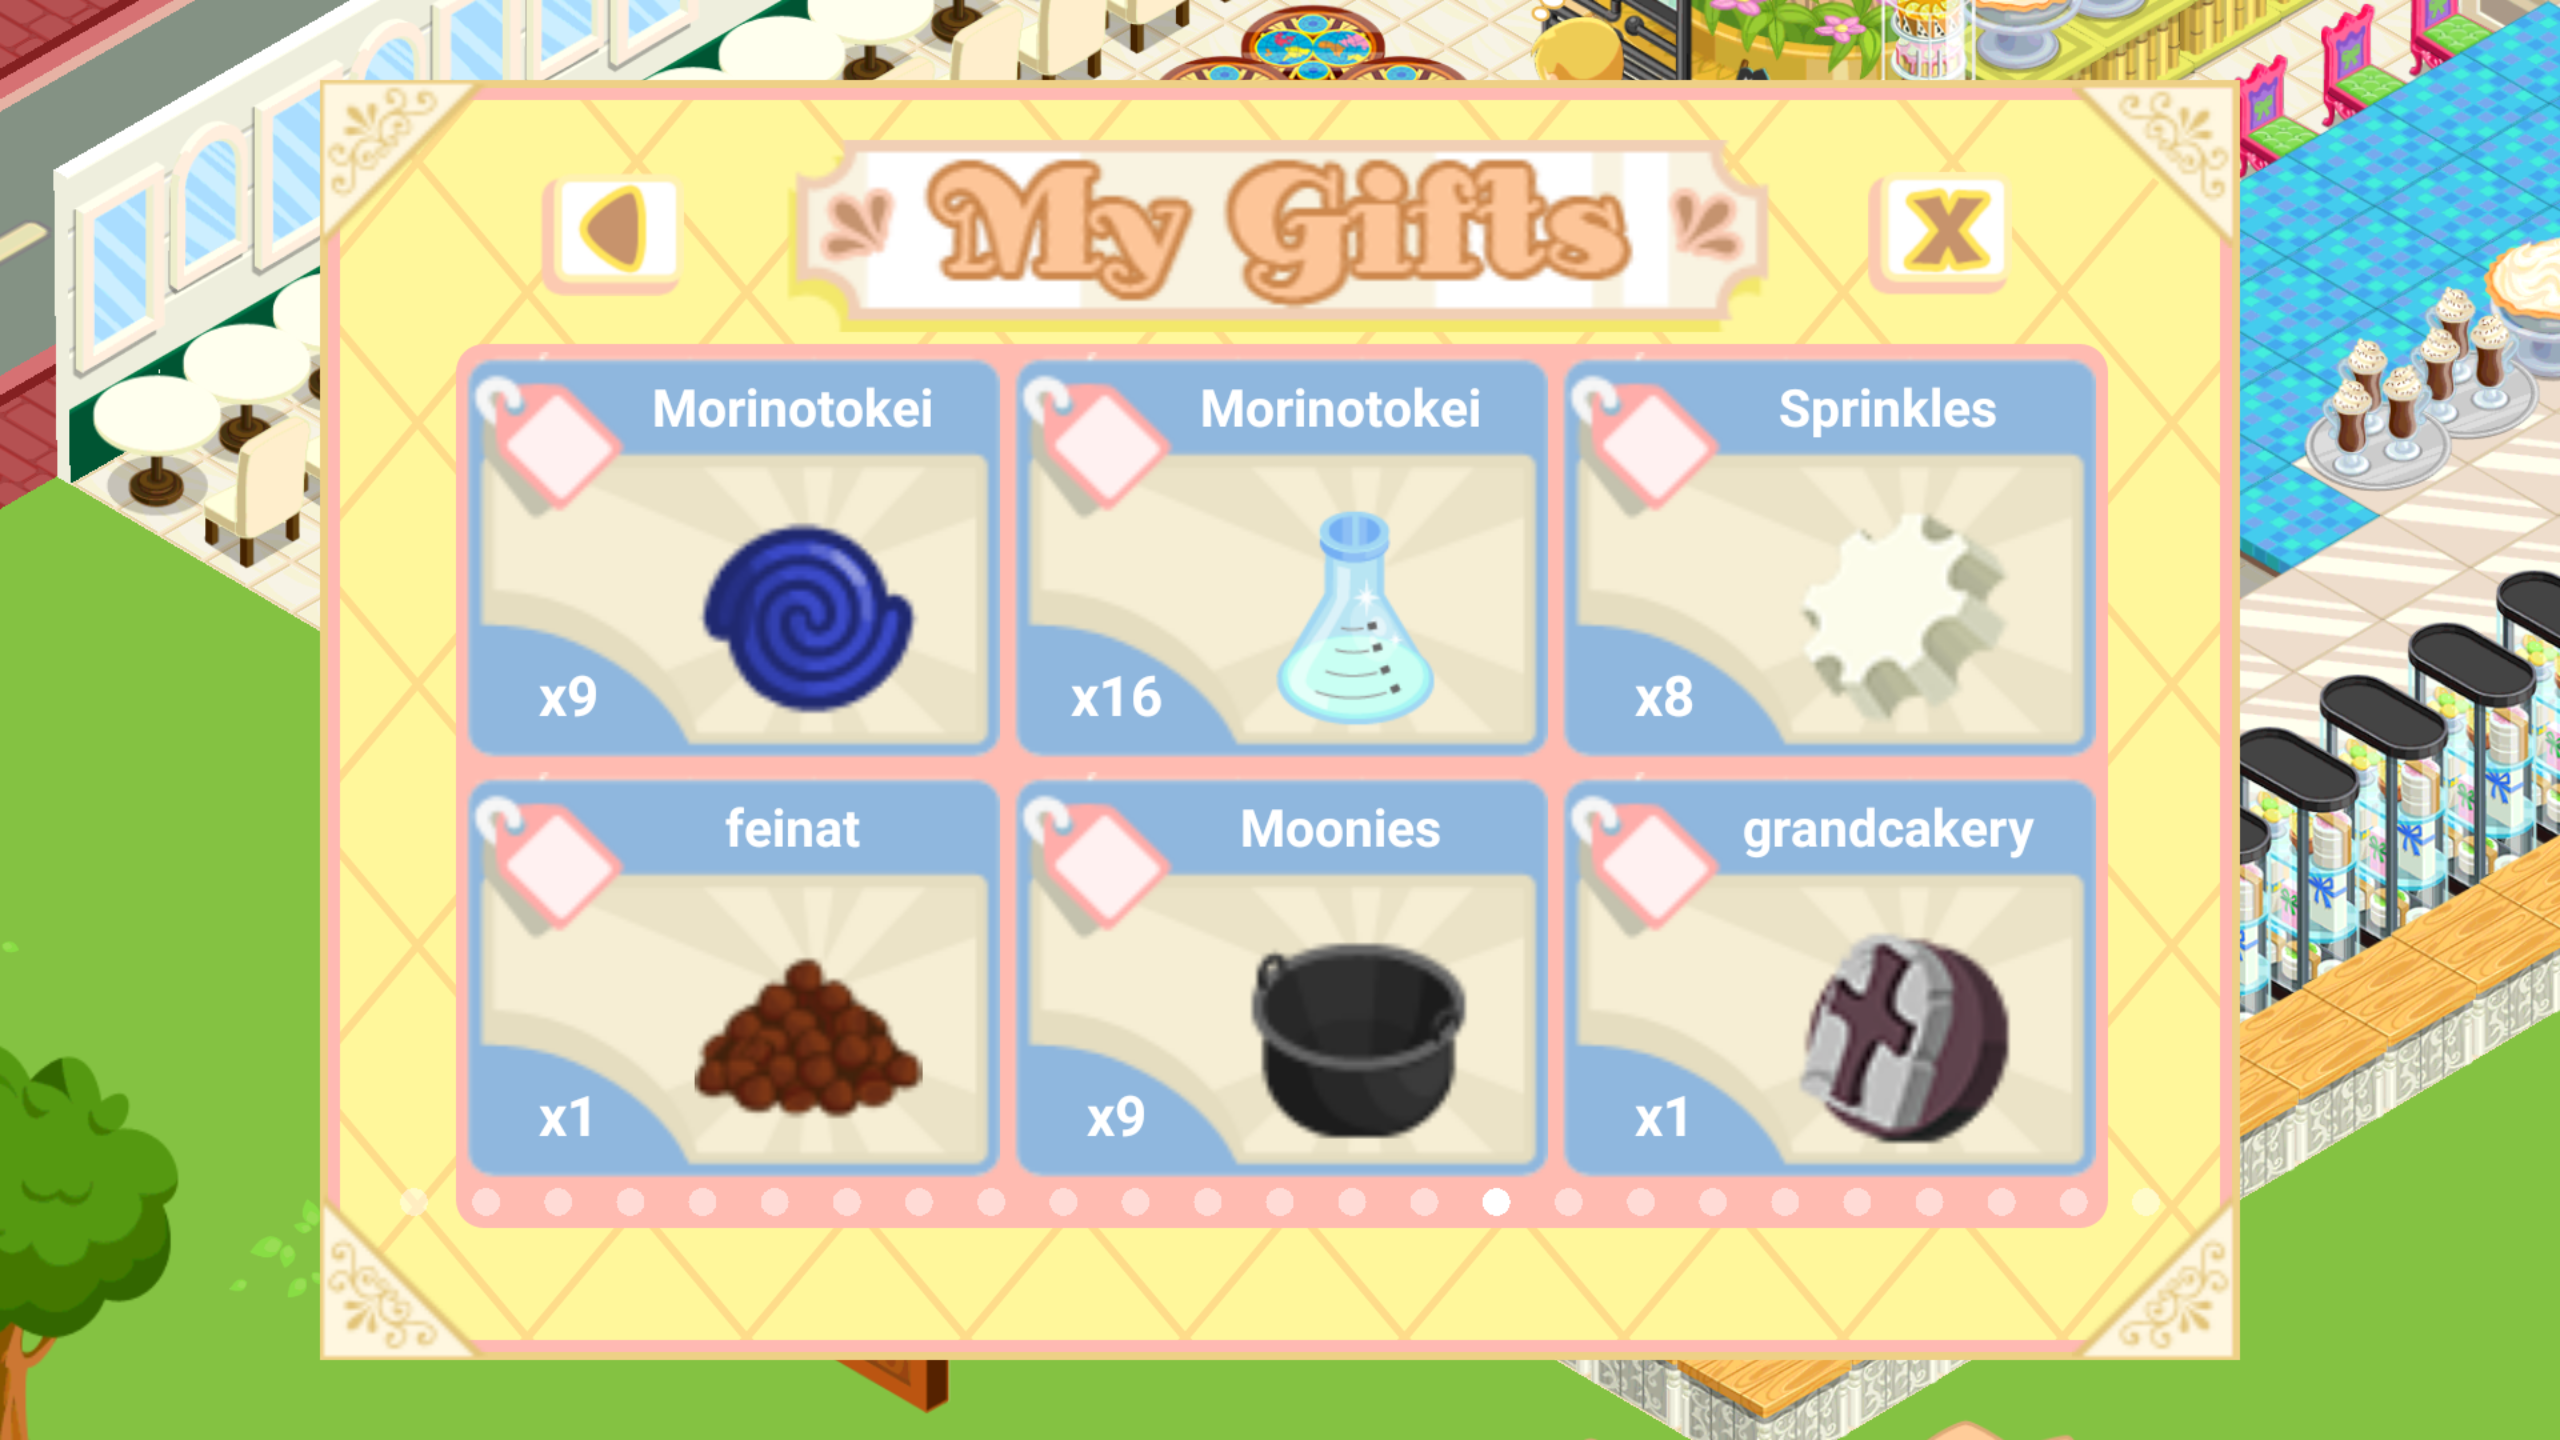 My Gifts
X
Morinotokei
x9
Morinotokei
x16
Sprinkles
x8
feinat
x1
Moonies
x9
grandcakery
x1